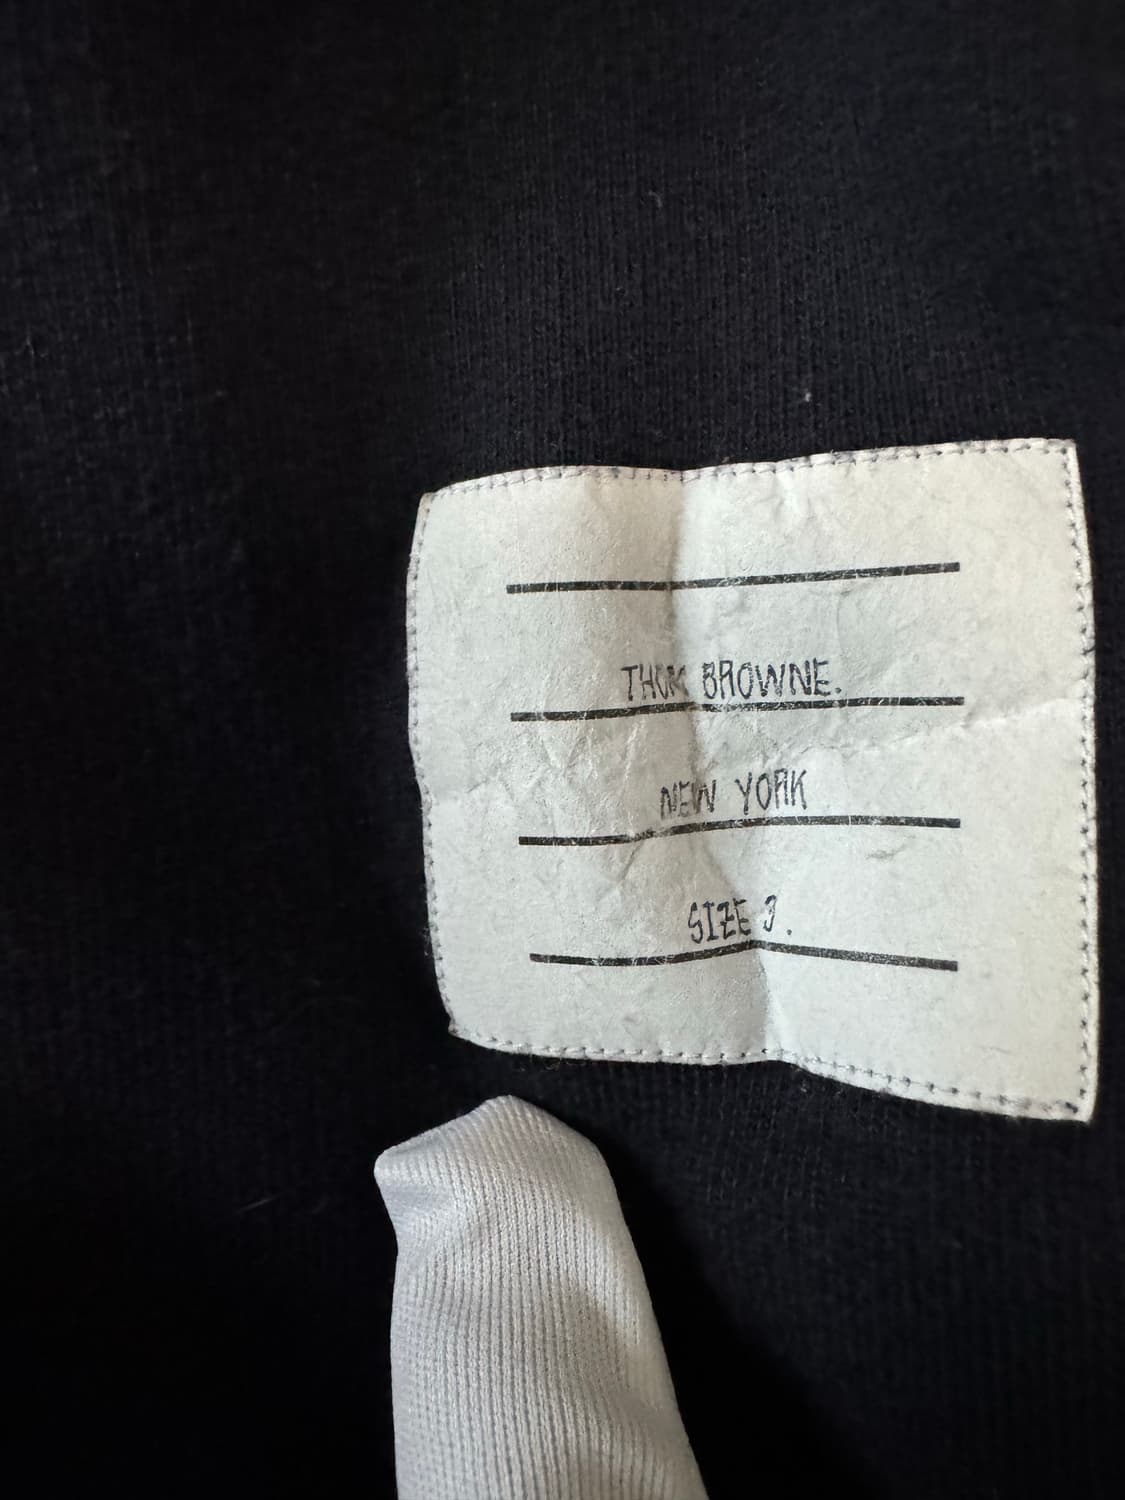 THOM BROWNE.
NEW YORK
SIZE 3.